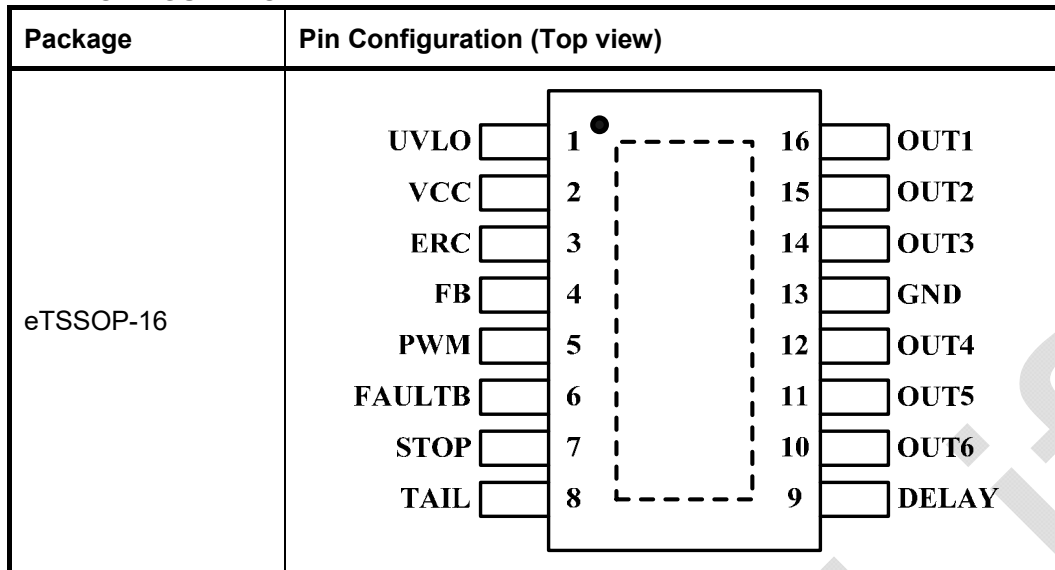 Package Pin Configuration (Top view)
eTSSOP-16
UVLO 1 16 OUT1
VCC 2 15 OUT2
ERC 3 14 OUT3
FB 4 13 GND
PWM 5 12 OUT4
FAULTB 6 11 OUT5
STOP 7 10 OUT6
TAIL 8 9 DELAY